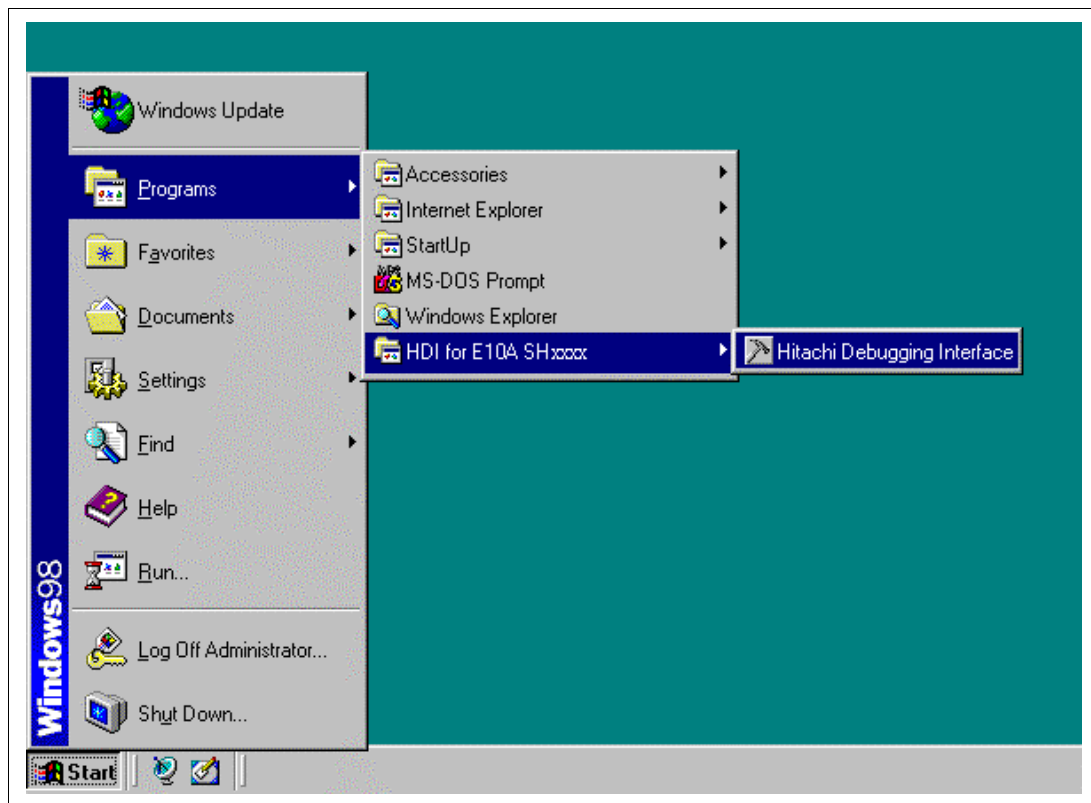 Windows Update
Programs
Favorites
Documents
Settings
Find
Help
Run...
Log Off Administrator...
Shut Down...
Windows98
Accessories
Internet Explorer
StartUp
MS-DOS Prompt
Windows Explorer
HDI for E10A SHxxxx
Hitachi Debugging Interface
Start